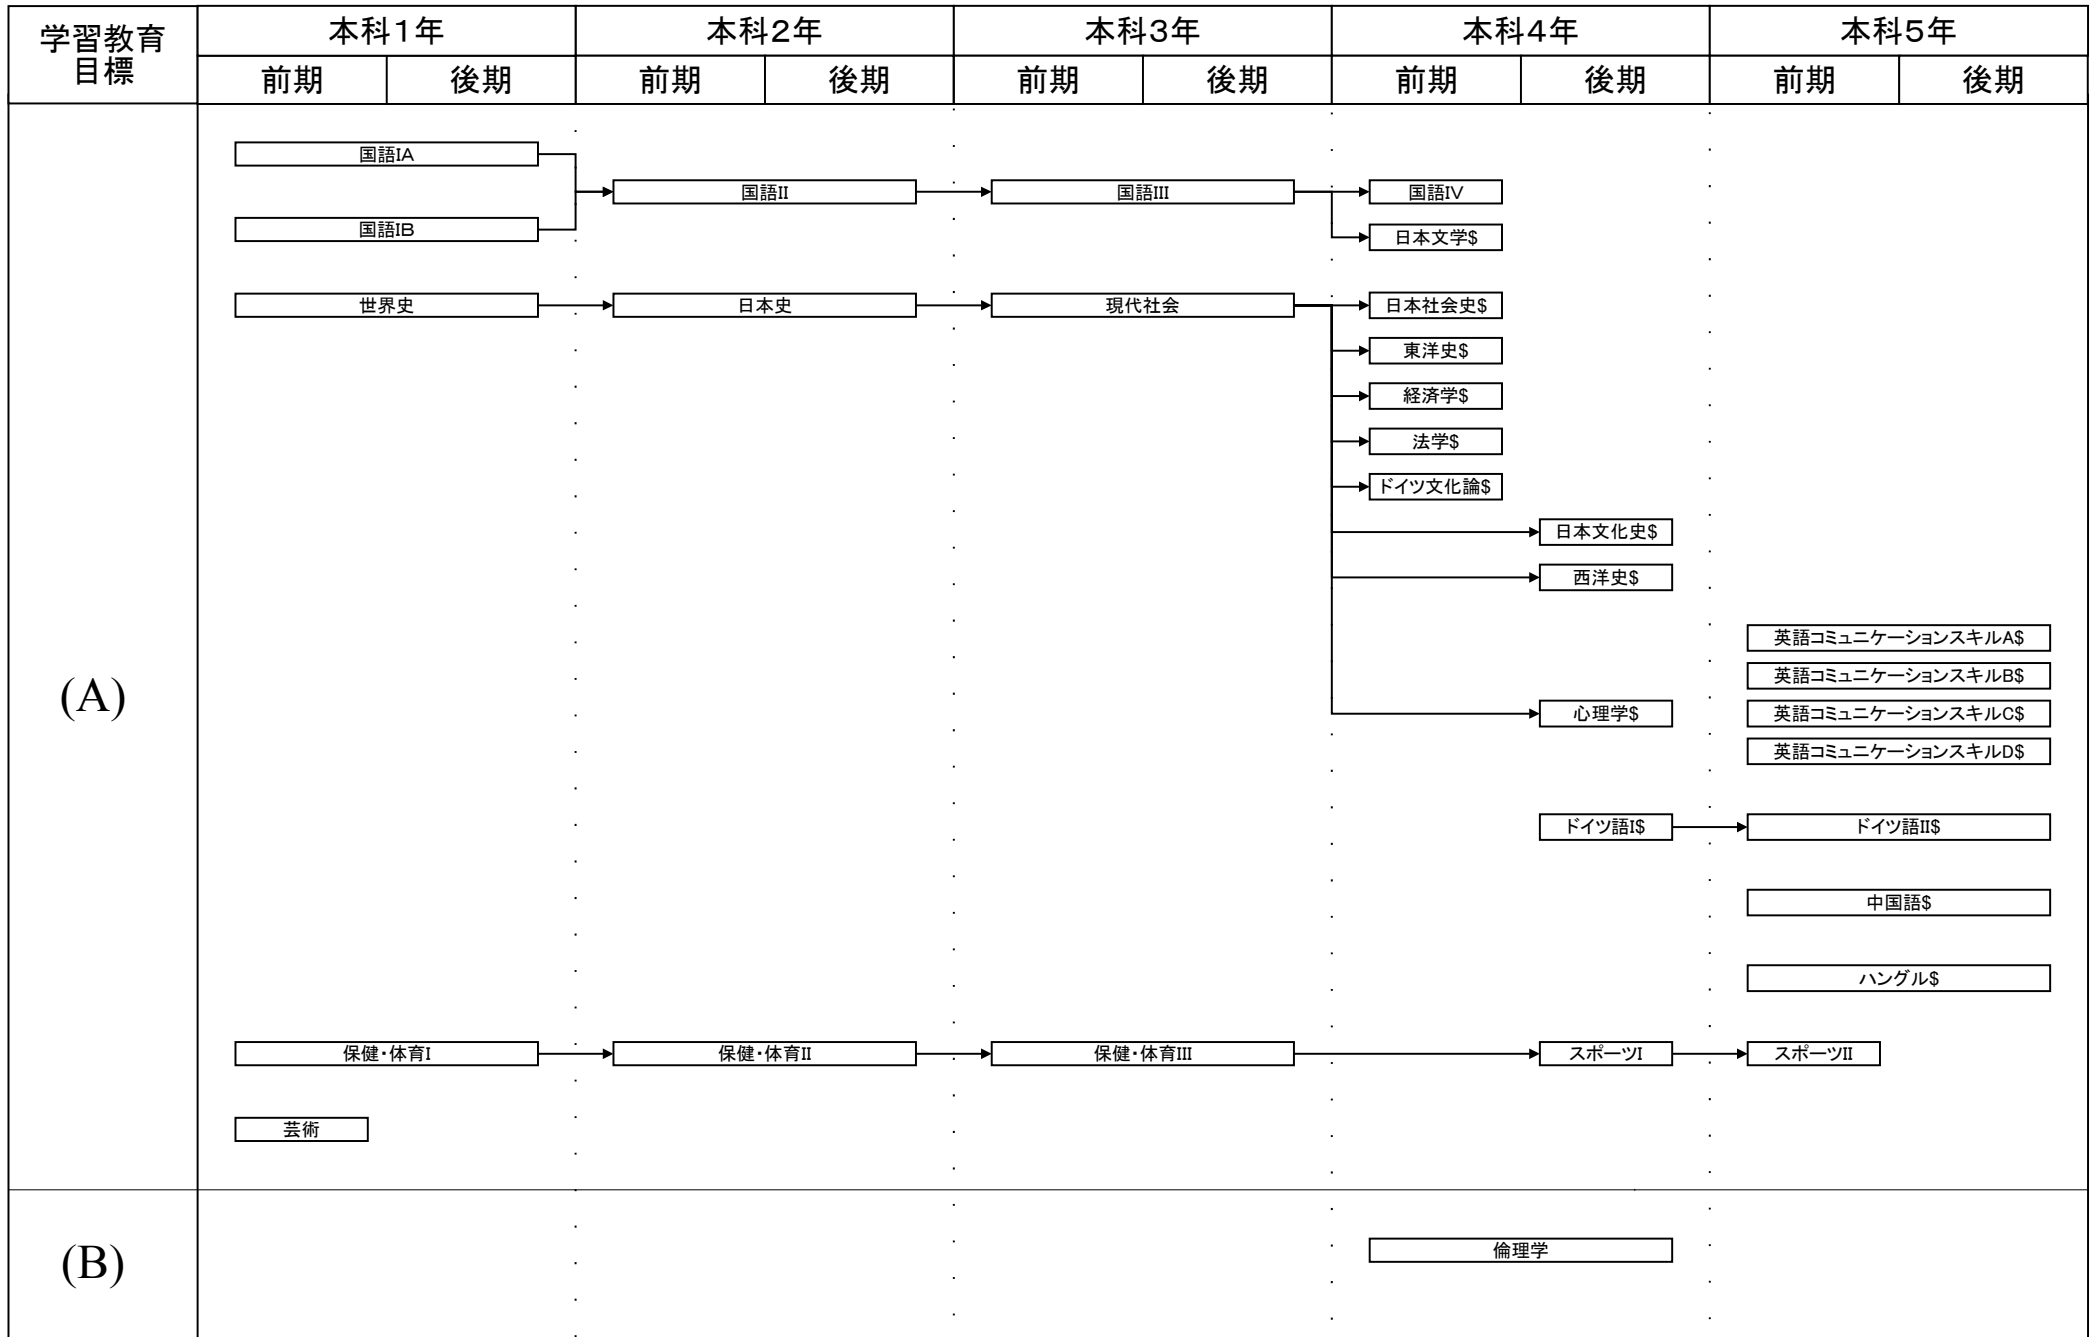 学習教育
目標
本科1年
本科2年
本科3年
本科4年
本科5年
前期
後期
前期
後期
前期
後期
前期
後期
前期
後期
(A)
国語IA
国語IB
国語II
国語III
国語IV
日本文学$
世界史
日本史
現代社会
日本社会史$
東洋史$
経済学$
法学$
ドイツ文化論$
日本文化史$
西洋史$
心理学$
英語コミュニケーションスキルA$
英語コミュニケーションスキルB$
英語コミュニケーションスキルC$
英語コミュニケーションスキルD$
ドイツ語I$
ドイツ語II$
中国語$
ハングル$
保健・体育I
保健・体育II
保健・体育III
スポーツI
スポーツII
芸術
(B)
倫理学